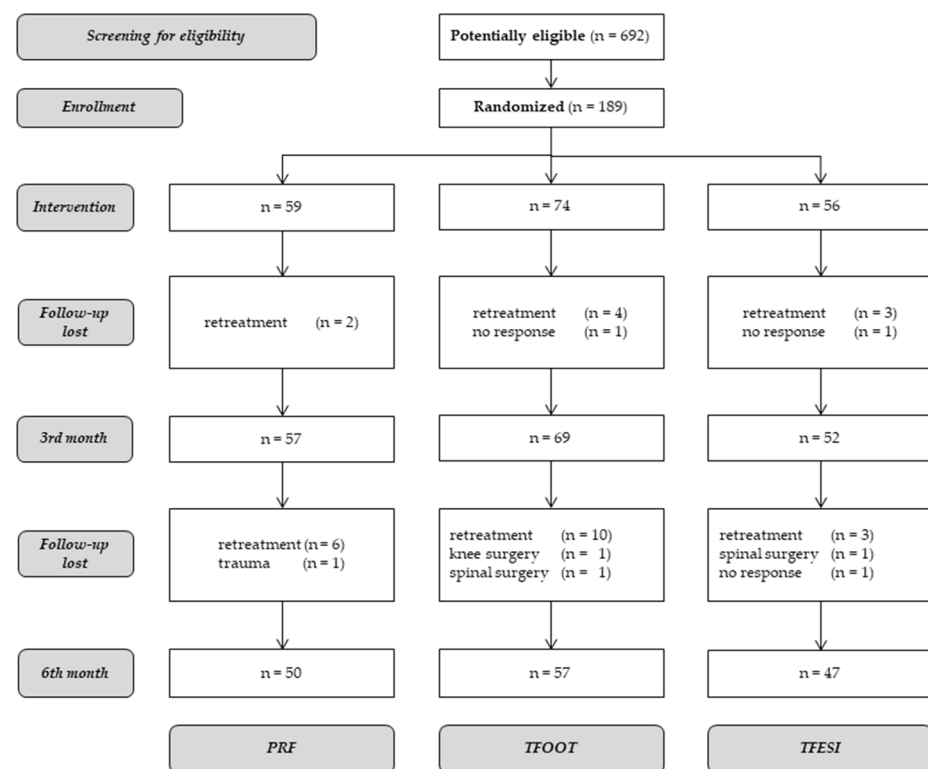 Screening for eligibility
Potentially eligible (n = 692)
Enrollment
Randomized (n = 189)
Intervention
n = 59
n = 74
n = 56
Follow-up
lost
retreatment (n = 2)
retreatment (n = 4)
no response (n = 1)
retreatment (n = 3)
no response (n = 1)
3rd month
n = 57
n = 69
n = 52
Follow-up
lost
retreatment (n = 6)
trauma (n = 1)
retreatment (n = 10)
knee surgery (n = 1)
spinal surgery (n = 1)
retreatment (n = 3)
spinal surgery (n = 1)
no response (n = 1)
6th month
n = 50
n = 57
n = 47
PRF
TFOOT
TFESI